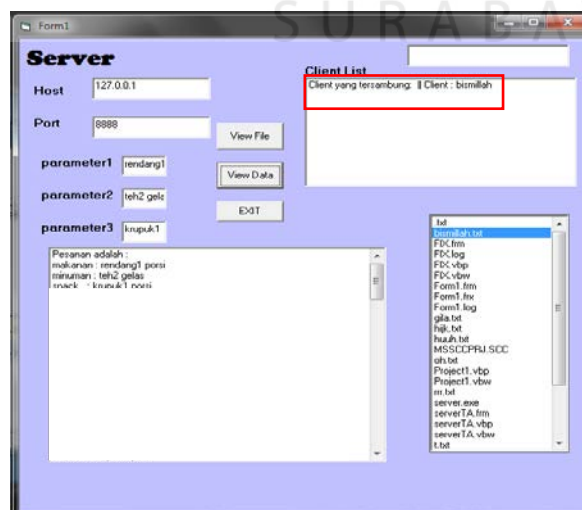 SURABA
Form1
Server
Client List
Host
127.0.0.1
Client yang tersambung: || Client : bismillah
Port
8888
View File
parameter1
rendang1
View Data
parameter2
teh2 gela
EXIT
parameter3
krupuk1
Pesanan adalah :
makanan : rendang1 porsi
minuman : teh2 gelas
snack : krupuk1 porsi
.txt
bismillah.txt
FIX.frm
FIX.log
FIX.vbp
FIX.vbw
Form1.frm
Form1.frx
Form1.log
gila.txt
hijk.txt
huuh.txt
MSSCCPRJ.SCC
oh.txt
Project1.vbp
Project1.vbw
rrr.txt
server.exe
serverTA.frm
serverTA.vbp
serverTA.vbw
t.txt